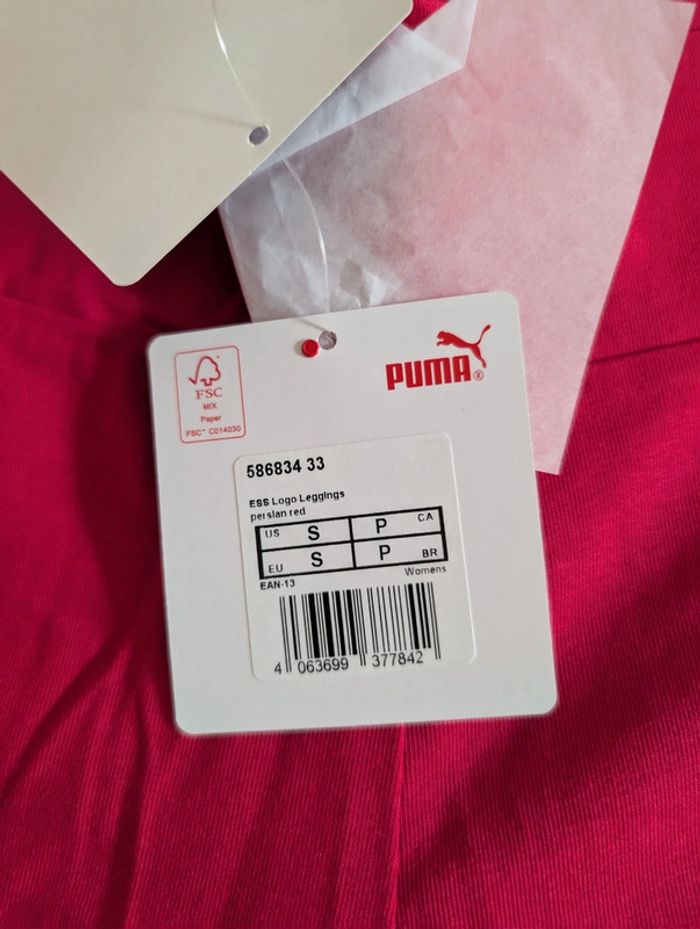 FSC
MIX
Paper
FSC™ C014030
PUMA®
586834 33
ESS Logo Leggings
persian red
US S P CA
EU S P BR
EAN-13 Womens
4 063699 377842